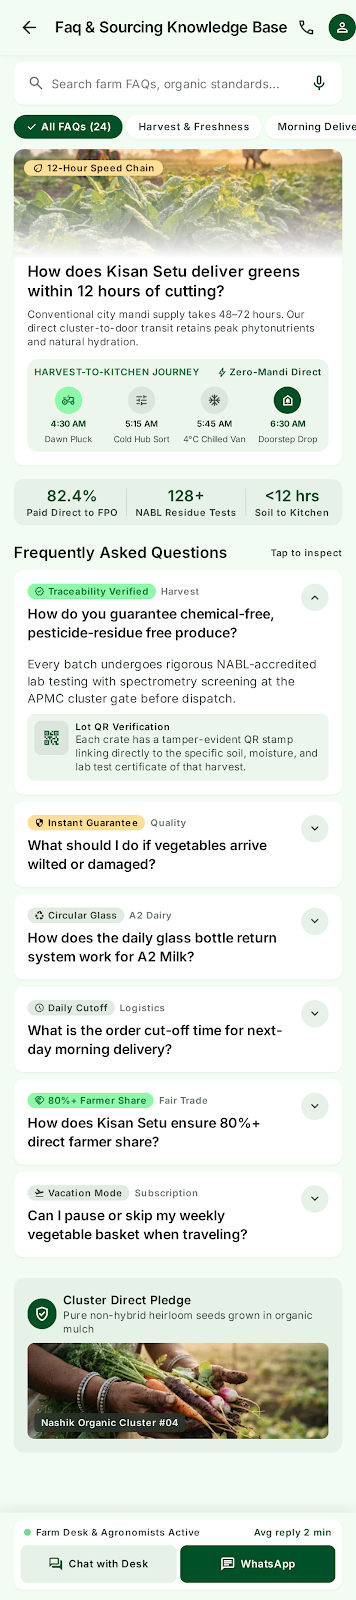 Faq & Sourcing Knowledge Base
Search farm FAQs, organic standards...
All FAQs (24)
Harvest & Freshness
Morning Delive
12-Hour Speed Chain
How does Kisan Setu deliver greens
within 12 hours of cutting?
Conventional city mandi supply takes 48–72 hours. Our
direct cluster-to-door transit retains peak phytonutrients
and natural hydration.
HARVEST-TO-KITCHEN JOURNEY
Zero-Mandi Direct
4:30 AM
5:15 AM
5:45 AM
6:30 AM
Dawn Pluck
Cold Hub Sort
4°C Chilled Van
Doorstep Drop
82.4%
128+
<12 hrs
Paid Direct to FPO
NABL Residue Tests
Soil to Kitchen
Frequently Asked Questions
Tap to inspect
Traceability Verified
Harvest
How do you guarantee chemical-free,
pesticide-residue free produce?
Every batch undergoes rigorous NABL-accredited
lab testing with spectrometry screening at the
APMC cluster gate before dispatch.
Lot QR Verification
Each crate has a tamper-evident QR stamp
linking directly to the specific soil, moisture, and
lab test certificate of that harvest.
Instant Guarantee
Quality
What should I do if vegetables arrive
wilted or damaged?
Circular Glass
A2 Dairy
How does the daily glass bottle return
system work for A2 Milk?
Daily Cutoff
Logistics
What is the order cut-off time for next-
day morning delivery?
80%+ Farmer Share
Fair Trade
How does Kisan Setu ensure 80%+
direct farmer share?
Vacation Mode
Subscription
Can I pause or skip my weekly
vegetable basket when traveling?
Cluster Direct Pledge
Pure non-hybrid heirloom seeds grown in organic
mulch
Nashik Organic Cluster #04
Farm Desk & Agronomists Active
Avg reply 2 min
Chat with Desk
WhatsApp